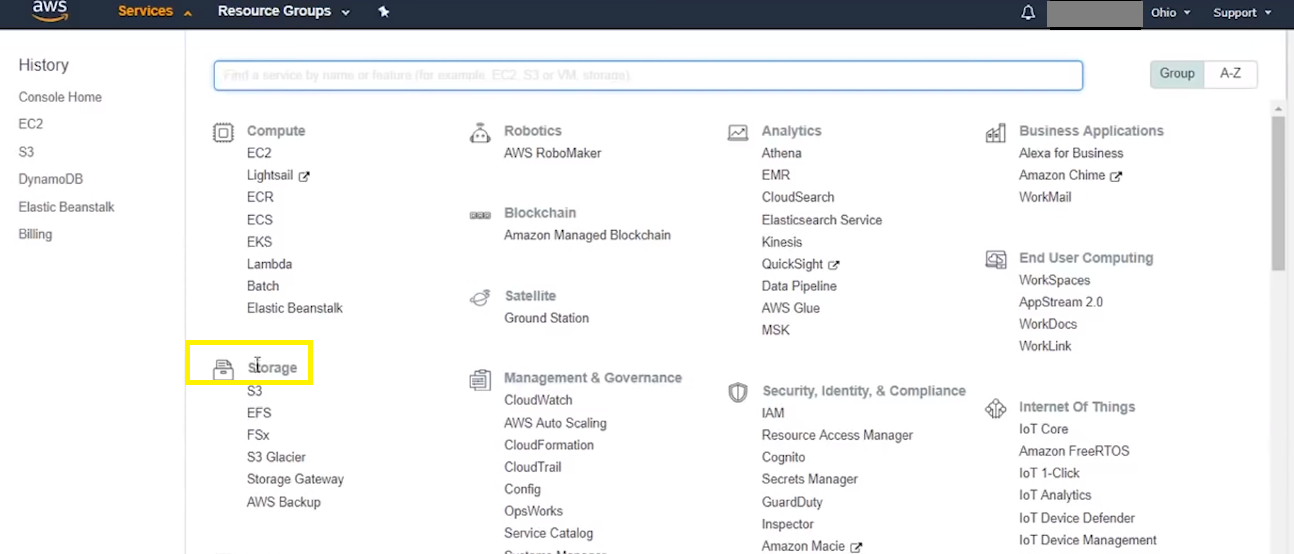 aws
Services
Resource Groups
Ohio
Support
History
Console Home
EC2
S3
DynamoDB
Elastic Beanstalk
Billing
Find a service by name or feature (for example, EC2, S3 or VM, storage).
Group
A-Z
Compute
EC2
Lightsail
ECR
ECS
EKS
Lambda
Batch
Elastic Beanstalk
Storage
S3
EFS
FSx
S3 Glacier
Storage Gateway
AWS Backup
Robotics
AWS RoboMaker
Blockchain
Amazon Managed Blockchain
Satellite
Ground Station
Management & Governance
CloudWatch
AWS Auto Scaling
CloudFormation
CloudTrail
Config
OpsWorks
Service Catalog
Systems Manager
Analytics
Athena
EMR
CloudSearch
Elasticsearch Service
Kinesis
QuickSight
Data Pipeline
AWS Glue
MSK
Security, Identity, & Compliance
IAM
Resource Access Manager
Cognito
Secrets Manager
GuardDuty
Inspector
Amazon Macie
Business Applications
Alexa for Business
Amazon Chime
WorkMail
End User Computing
WorkSpaces
AppStream 2.0
WorkDocs
WorkLink
Internet Of Things
IoT Core
Amazon FreeRTOS
IoT 1-Click
IoT Analytics
IoT Device Defender
IoT Device Management